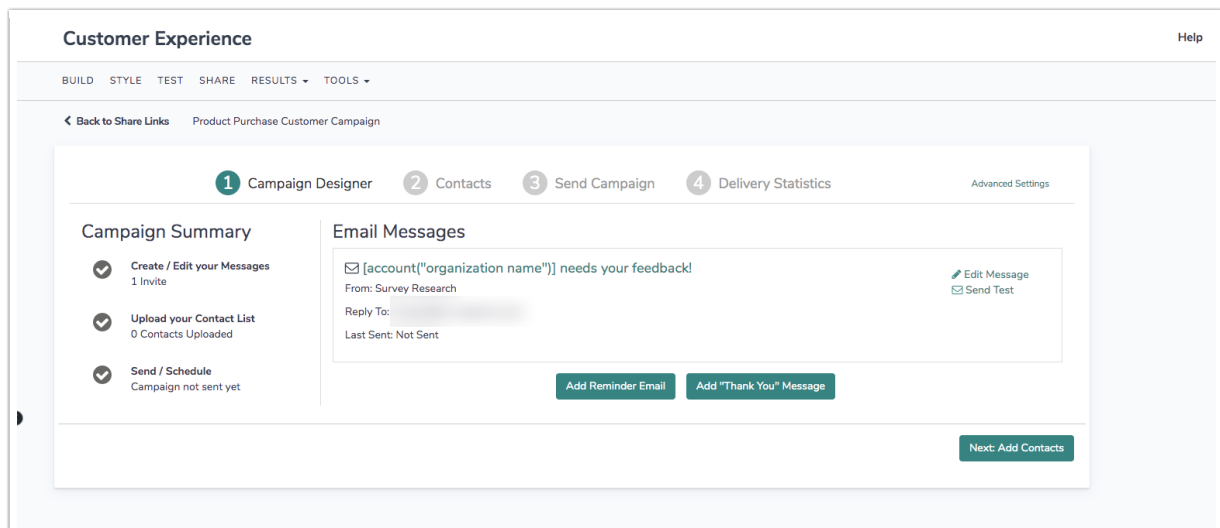 Customer Experience
Help
BUILD STYLE TEST SHARE RESULTS TOOLS
Back to Share Links Product Purchase Customer Campaign
1 Campaign Designer 2 Contacts 3 Send Campaign 4 Delivery Statistics Advanced Settings
Campaign Summary
Create / Edit your Messages
1 Invite
Upload your Contact List
0 Contacts Uploaded
Send / Schedule
Campaign not sent yet
Email Messages
[account("organization name")] needs your feedback!
From: Survey Research
Reply To:
Last Sent: Not Sent
Edit Message
Send Test
Add Reminder Email Add "Thank You" Message
Next: Add Contacts